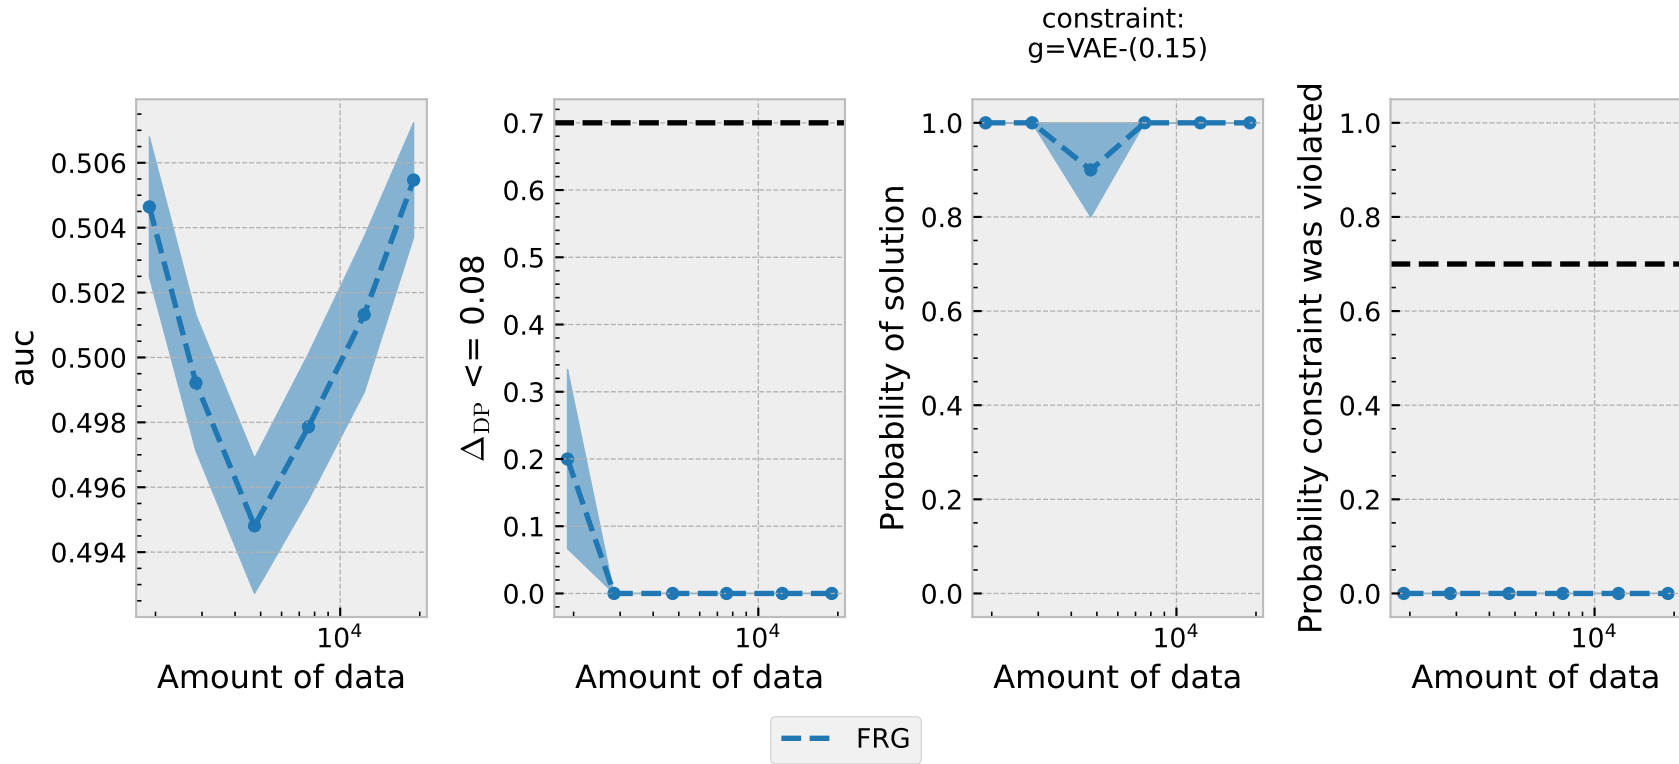 constraint:
g=VAE-(0.15)
auc
0.506
0.504
0.502
0.500
0.498
0.496
0.494
10⁴
Amount of data
Δ_DP <= 0.08
0.7
0.6
0.5
0.4
0.3
0.2
0.1
0.0
10⁴
Amount of data
Probability of solution
1.0
0.8
0.6
0.4
0.2
0.0
10⁴
Amount of data
Probability constraint was violated
1.0
0.8
0.6
0.4
0.2
0.0
10⁴
Amount of data
FRG